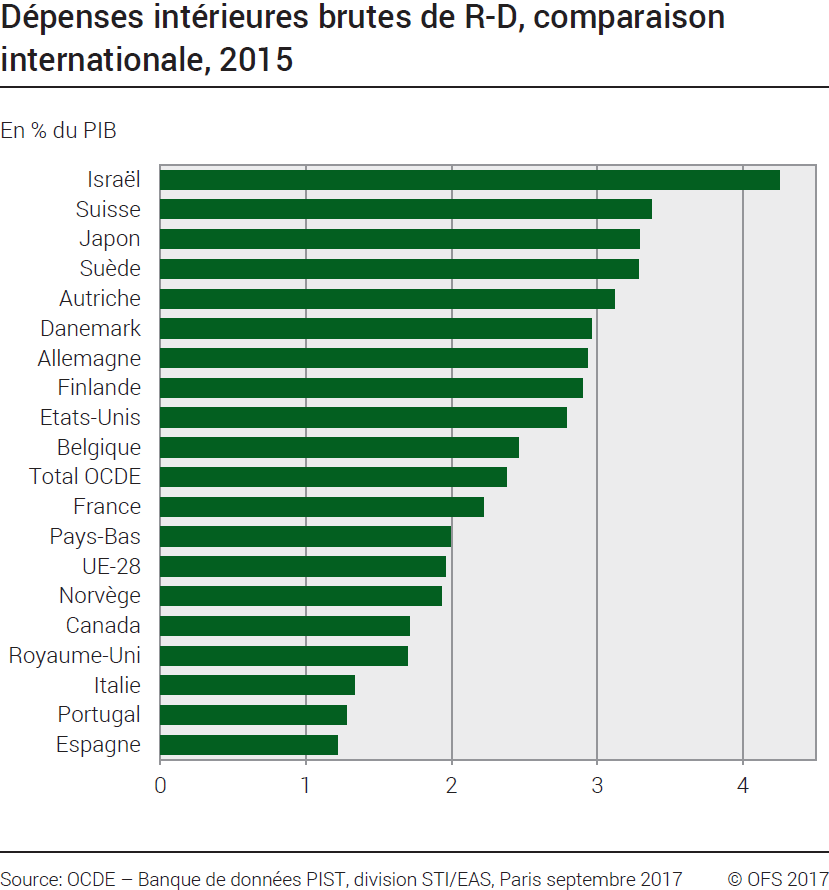 Dépenses intérieures brutes de R-D, comparaison
internationale, 2015
En % du PIB
Israël
Suisse
Japon
Suède
Autriche
Danemark
Allemagne
Finlande
Etats-Unis
Belgique
Total OCDE
France
Pays-Bas
UE-28
Norvège
Canada
Royaume-Uni
Italie
Portugal
Espagne
0 1 2 3 4
Source: OCDE – Banque de données PIST, division STI/EAS, Paris septembre 2017 © OFS 2017